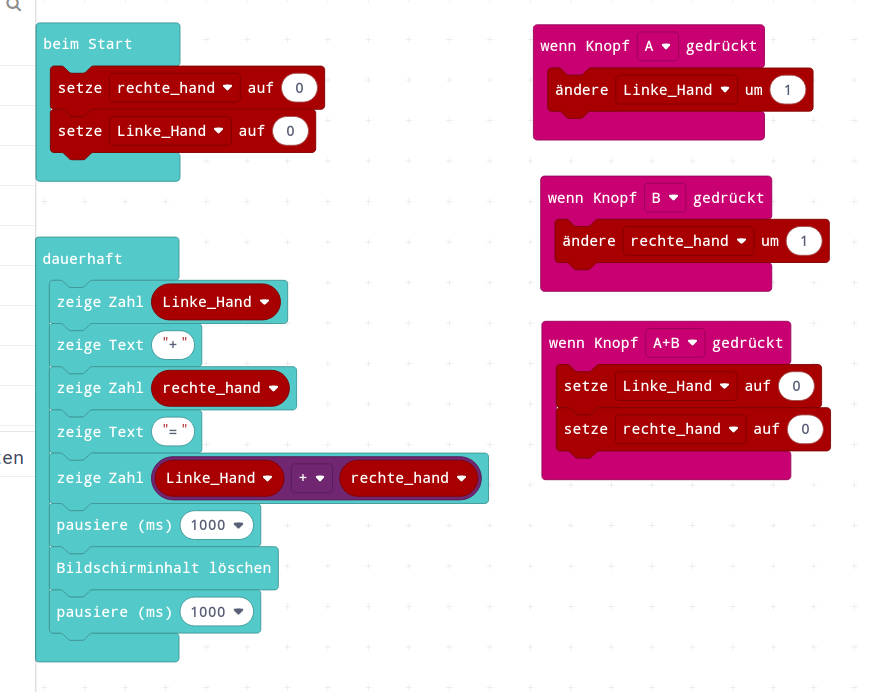 beim Start
setze rechte_hand auf 0
setze Linke_Hand auf 0
dauerhaft
zeige Zahl Linke_Hand
zeige Text "+"
zeige Zahl rechte_hand
zeige Text "="
zeige Zahl Linke_Hand + rechte_hand
pausiere (ms) 1000
Bildschirminhalt löschen
pausiere (ms) 1000
wenn Knopf A gedrückt
ändere Linke_Hand um 1
wenn Knopf B gedrückt
ändere rechte_hand um 1
wenn Knopf A+B gedrückt
setze Linke_Hand auf 0
setze rechte_hand auf 0
en